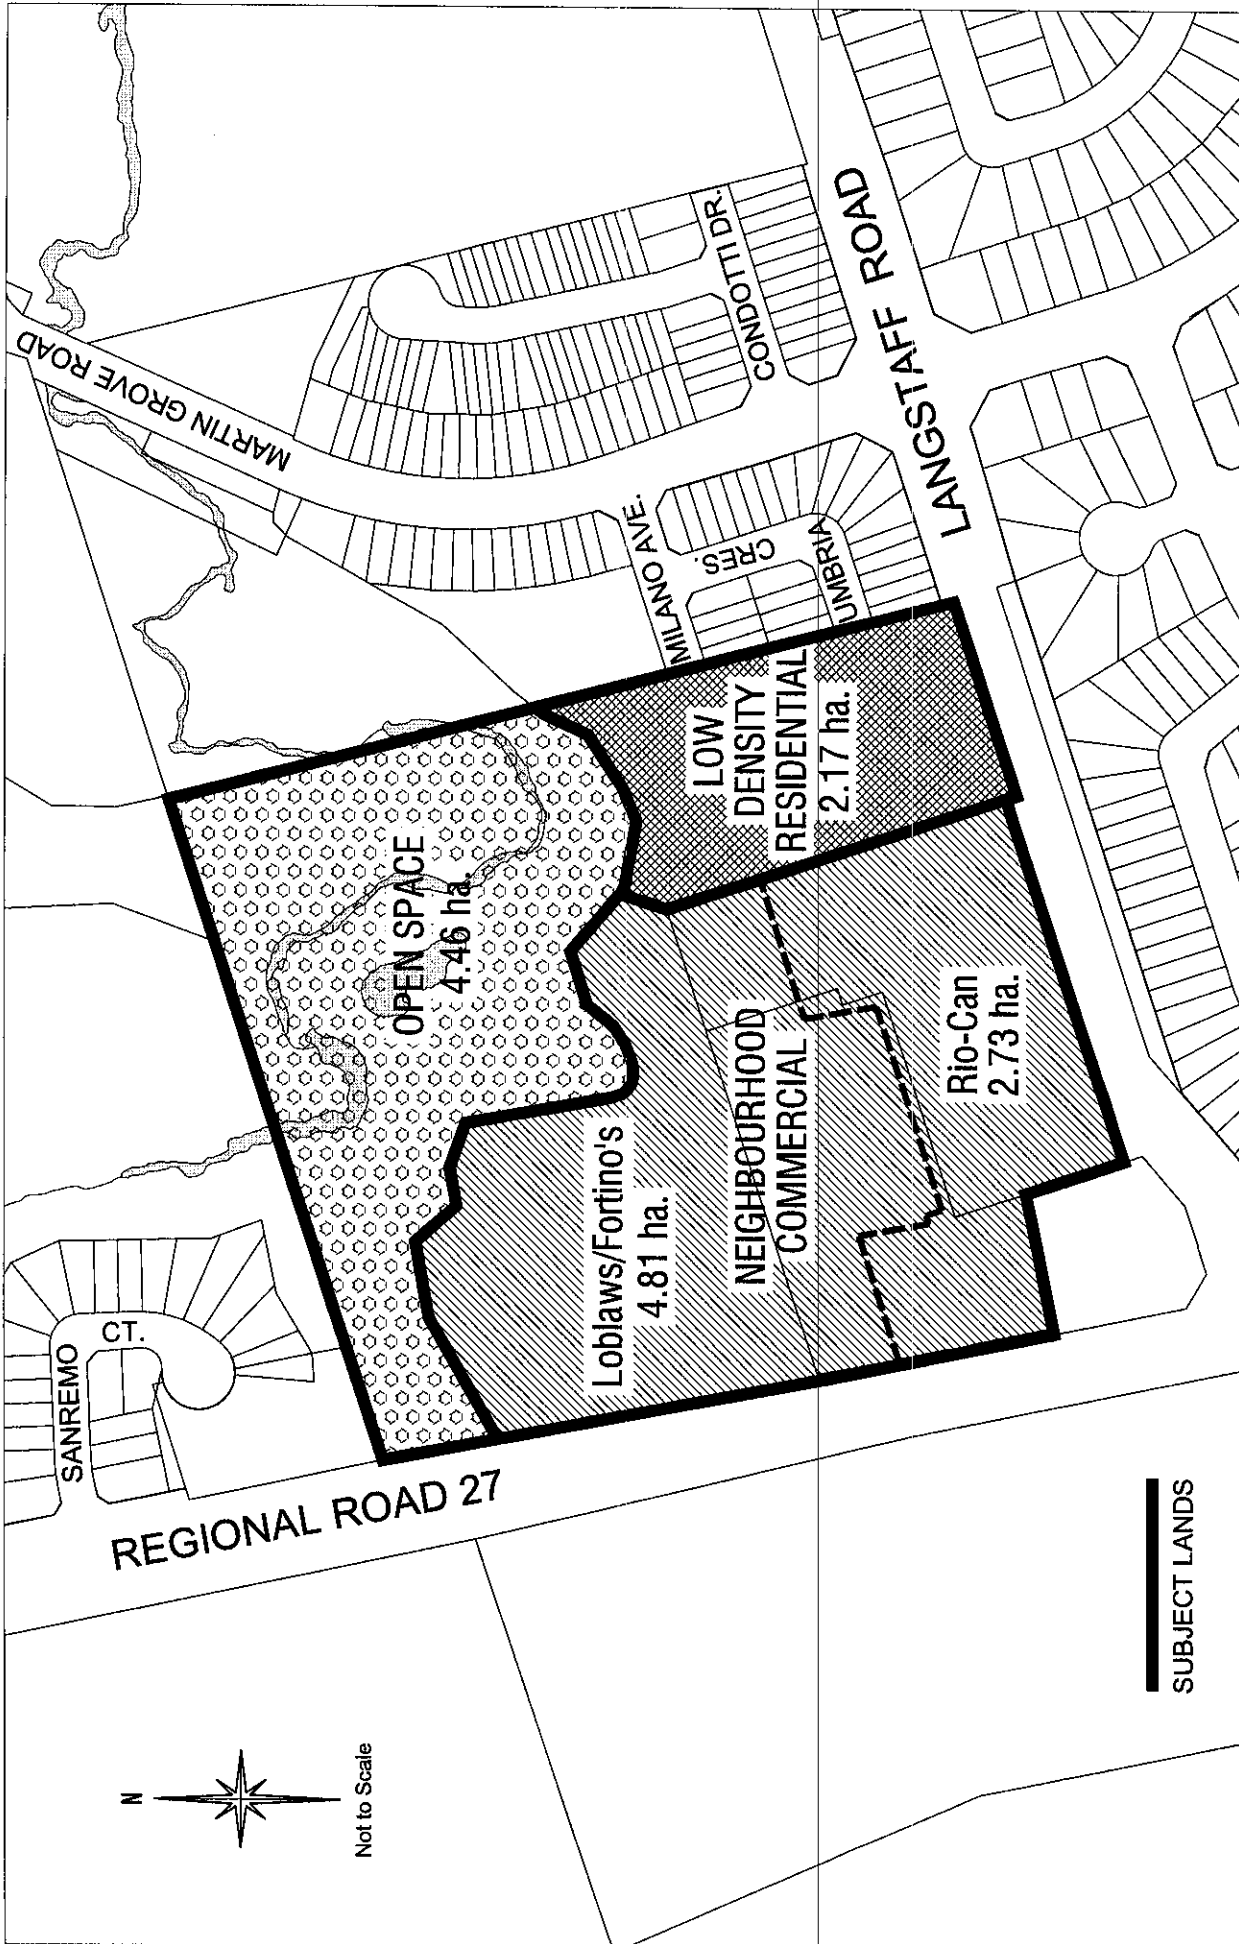 N
Not to Scale
SANREMO
CT.
REGIONAL ROAD 27
MARTIN GROVE ROAD
OPEN SPACE
4.46 ha.
Loblaws/Fortino's
4.81 ha.
NEIGHBOURHOOD
COMMERCIAL
LOW
DENSITY
RESIDENTIAL
2.17 ha.
Rio-Can
2.73 ha.
MILANO AVE.
CRES.
UMBRIA
CONDOTTI DR.
LANGSTAFF ROAD
SUBJECT LANDS